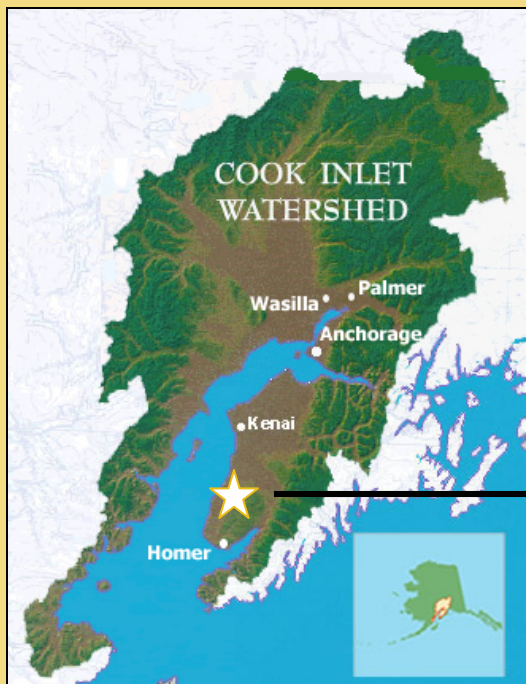 COOK INLET
WATERSHED
Wasilla
Palmer
Anchorage
Kenai
Homer